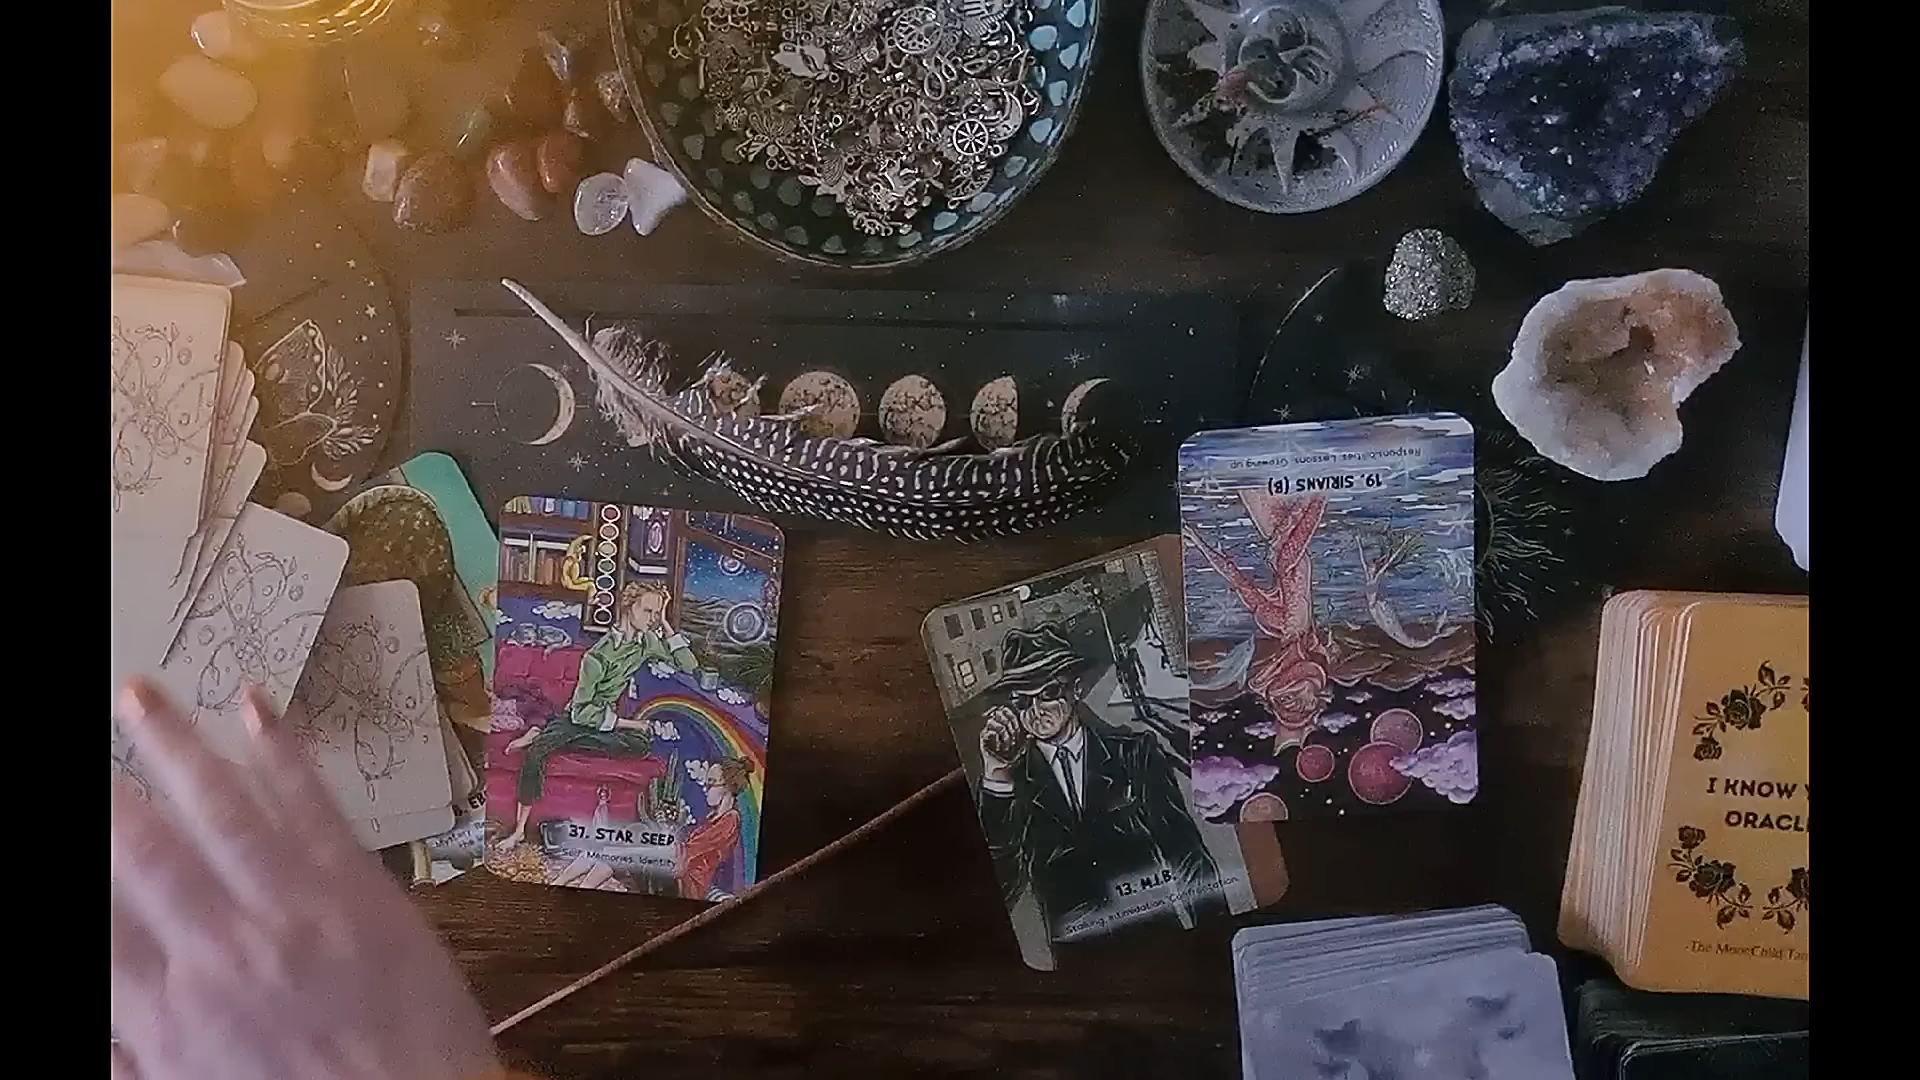 Responsibilities. Lessons. Growing up
19. SIRIANS (B)
37. STAR SEED
Self. Memories. Identity
13. M.I.B.
Stalking. Intimidation. Confrontation.
I KNOW
ORACL
The MoonChild Tar